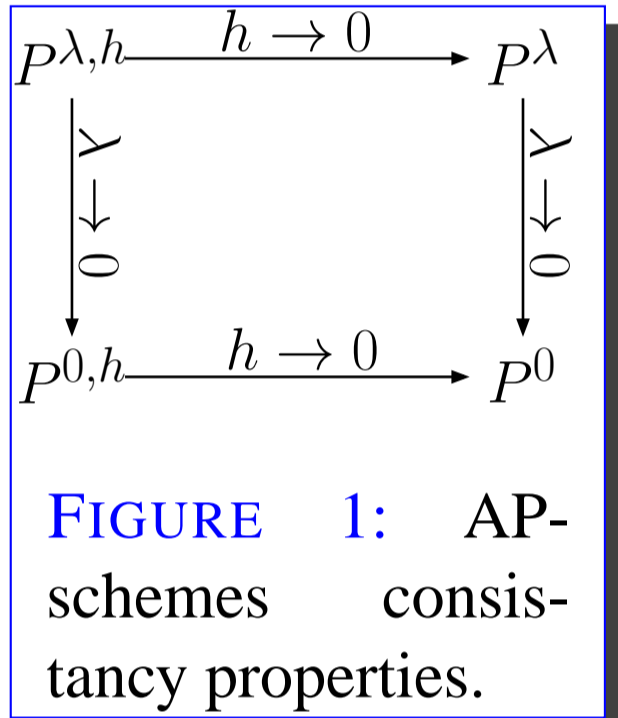 P^{λ,h} h → 0 P^λ
λ → 0 λ → 0
P^{0,h} h → 0 P^0
FIGURE 1: AP-
schemes consis-
tancy properties.